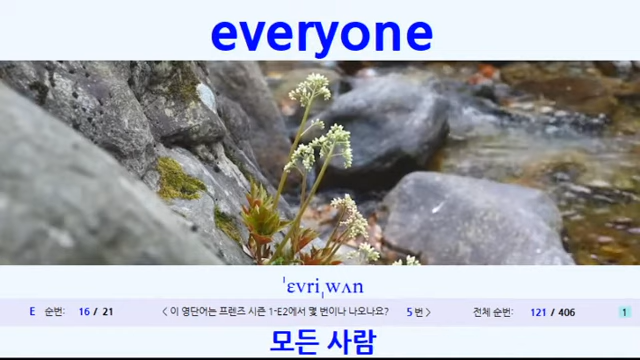 everyone
ˈɛvriˌwʌn
E 순번: 16 / 21 < 이 영단어는 프렌즈 시즌 1-E2에서 몇 번이나 나오나요? 5 번 > 전체 순번: 121 / 406 1
모든 사람